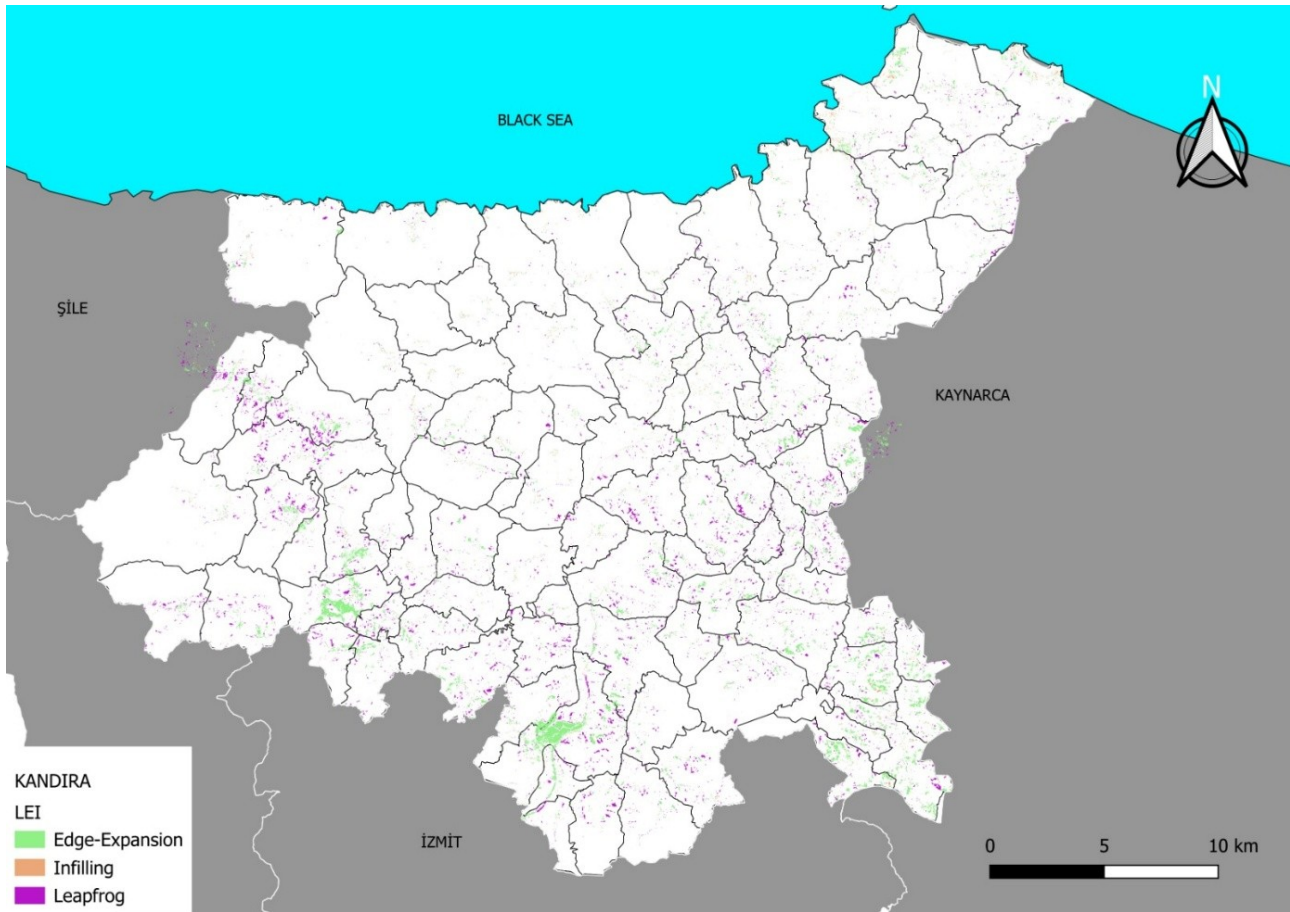 BLACK SEA
N
ŞİLE
KAYNARCA
İZMİT
KANDIRA
LEI
Edge-Expansion
Infilling
Leapfrog
0 5 10 km